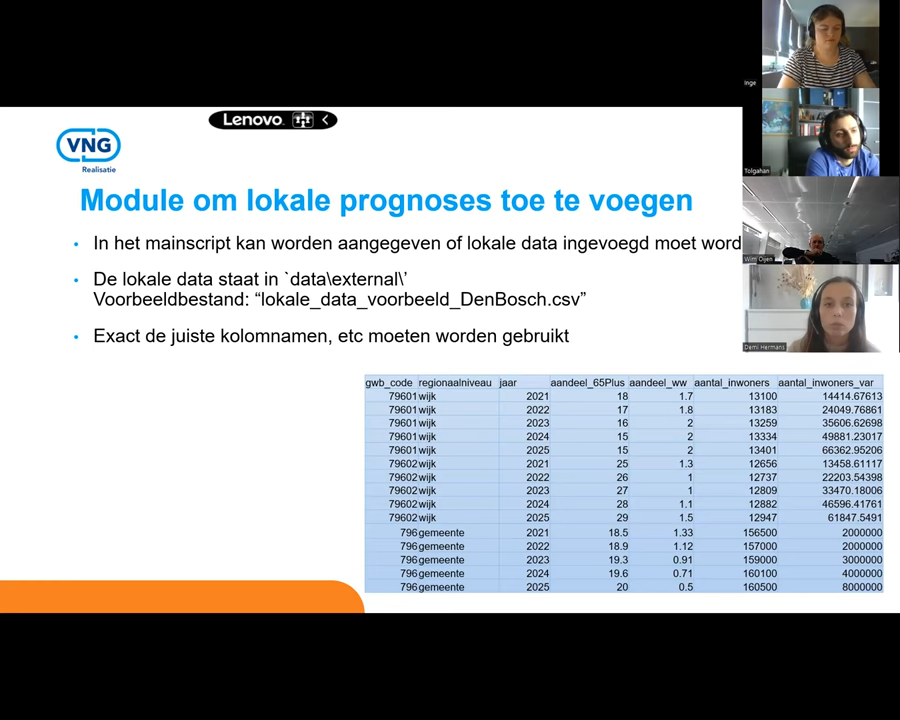 Lenovo
VNG
Realisatie
Module om lokale prognoses toe te voegen
• In het mainscript kan worden aangegeven of lokale data ingevoegd moet word
• De lokale data staat in `data\external\’
Voorbeeldbestand: “lokale_data_voorbeeld_DenBosch.csv”
• Exact de juiste kolomnamen, etc moeten worden gebruikt
gwb_code regionaalniveau jaar aandeel_65Plus aandeel_ww aantal_inwoners aantal_inwoners_var
79601 wijk 2021 18 1.7 13100 14414.67613
79601 wijk 2022 17 1.8 13183 24049.76861
79601 wijk 2023 16 2 13259 35606.62698
79601 wijk 2024 15 2 13334 49881.23017
79601 wijk 2025 15 2 13401 66362.95206
79602 wijk 2021 25 1.3 12656 13458.61117
79602 wijk 2022 26 1 12737 22203.54398
79602 wijk 2023 27 1 12809 33470.18006
79602 wijk 2024 28 1.1 12882 46596.41761
79602 wijk 2025 29 1.5 12947 61847.5491
796 gemeente 2021 18.5 1.33 156500 2000000
796 gemeente 2022 18.9 1.12 157000 2000000
796 gemeente 2023 19.3 0.91 159000 3000000
796 gemeente 2024 19.6 0.71 160100 4000000
796 gemeente 2025 20 0.5 160500 8000000
Inge
Tolgahan
Wim Oijen
Demi Hermans